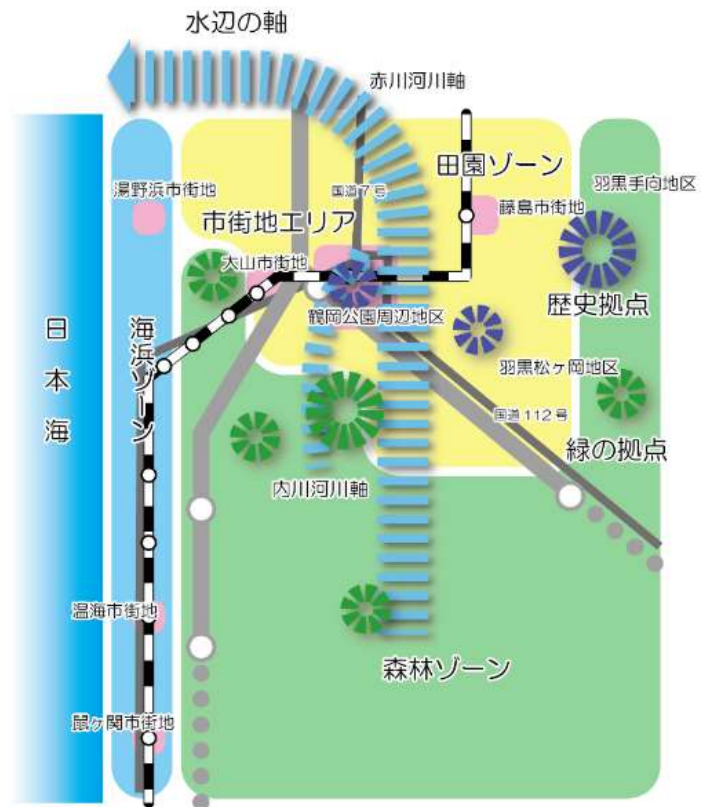 水辺の軸
赤川河川軸
田園ゾーン
湯野浜市街地
国道7号
羽黒手向地区
市街地エリア
藤島市街地
大山市街地
歴史拠点
鶴岡公園周辺地区
日本海
海浜ゾーン
羽黒松ヶ岡地区
国道112号
緑の拠点
内川河川軸
温海市街地
森林ゾーン
鼠ヶ関市街地